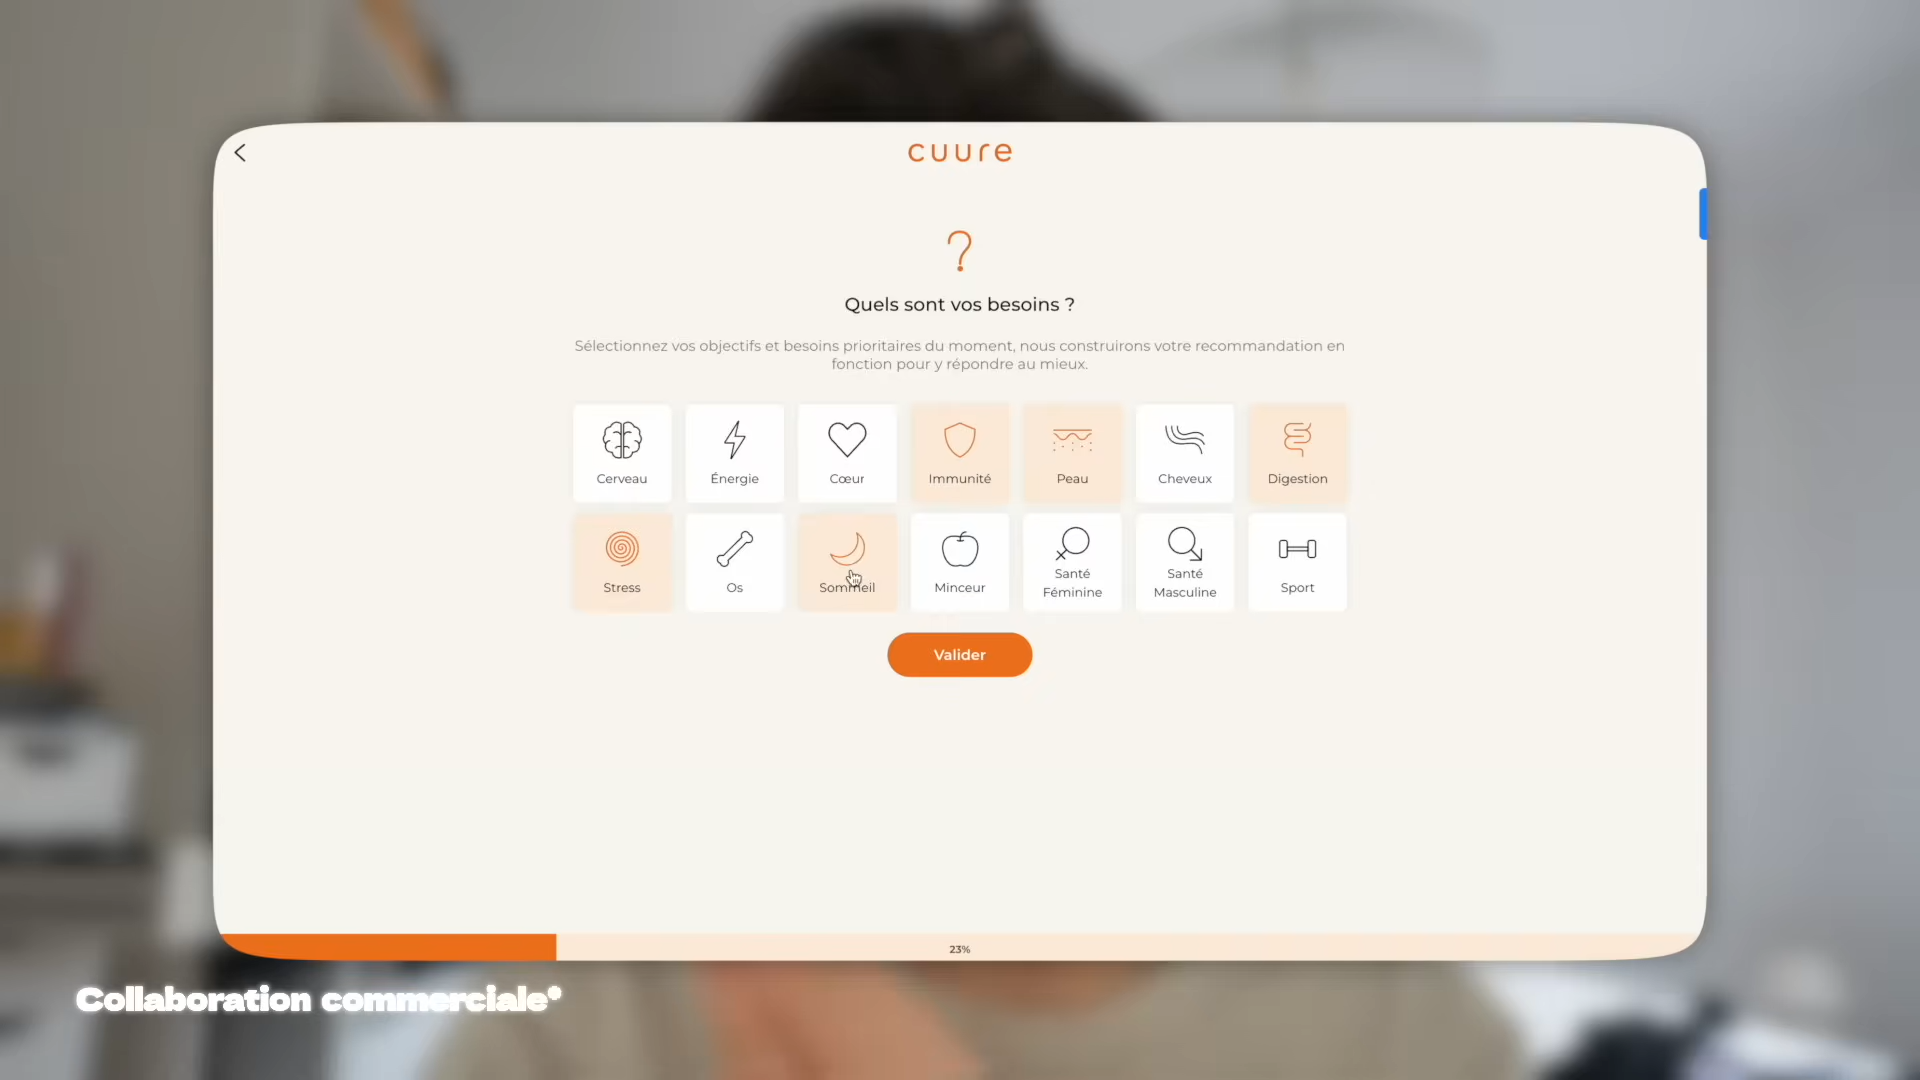 cuure
?
Quels sont vos besoins ?
Sélectionnez vos objectifs et besoins prioritaires du moment, nous construirons votre recommandation en
fonction pour y répondre au mieux.
Cerveau
Énergie
Cœur
Immunité
Peau
Cheveux
Digestion
Stress
Os
Sommeil
Minceur
Santé
Féminine
Santé
Masculine
Sport
Valider
23%
Collaboration commerciale*